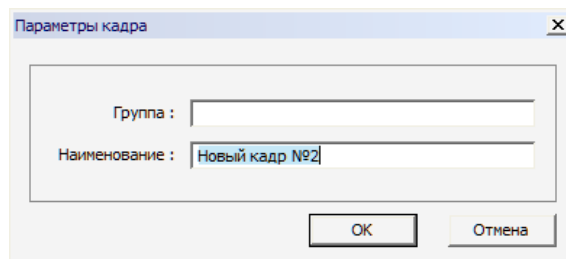 Параметры кадра
Группа :
Наименование : Новый кадр №2
OK Отмена